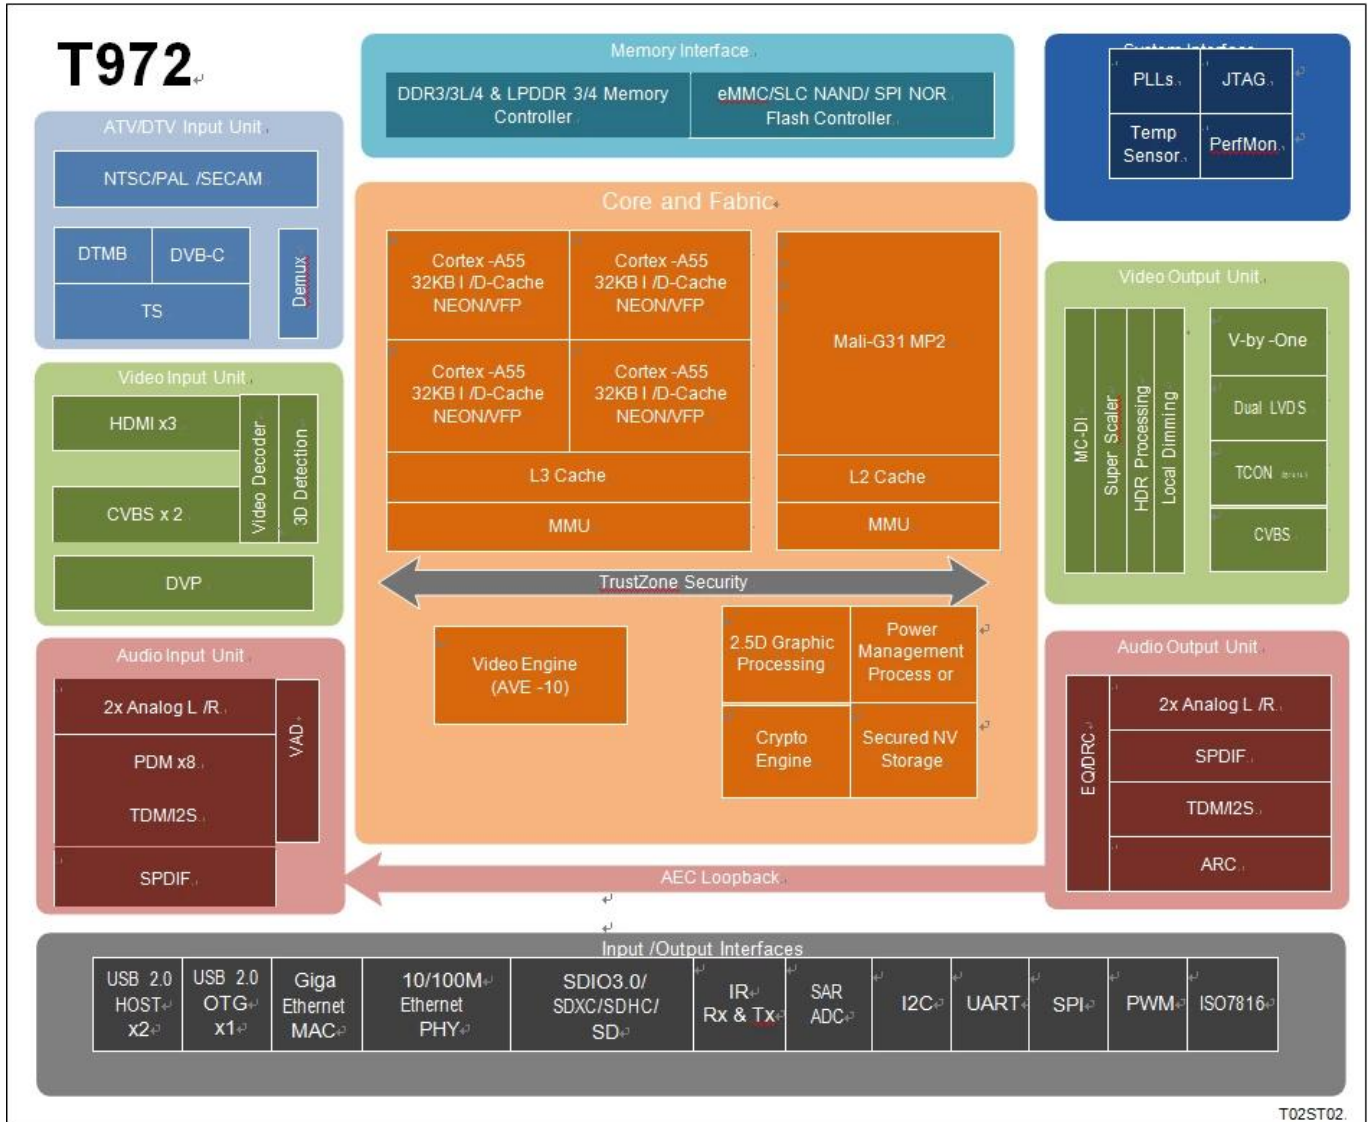 T972
Memory Interface
DDR3/3L/4 & LPDDR 3/4 Memory
Controller
eMMC/SLC NAND/ SPI NOR
Flash Controller
System Interface
PLLs
JTAG
Temp
Sensor
PerfMon
ATV/DTV Input Unit
NTSC/PAL /SECAM
DTMB
DVB-C
TS
Demux
Core and Fabric
Cortex -A55
32KB I /D-Cache
NEON/VFP
Cortex -A55
32KB I /D-Cache
NEON/VFP
Cortex -A55
32KB I /D-Cache
NEON/VFP
Cortex -A55
32KB I /D-Cache
NEON/VFP
L3 Cache
MMU
Mali-G31 MP2
L2 Cache
MMU
TrustZone Security
Video Engine
(AVE -10)
2.5D Graphic
Processing
Power
Management
Process or
Crypto
Engine
Secured NV
Storage
Video Input Unit
HDMI x3
CVBS x 2
Video Decoder
3D Detection
DVP
Video Output Unit
MC-DI
Super Scaler
HDR Processing
Local Dimming
V-by -One
Dual LVDS
TCON
CVBS
Audio Input Unit
2x Analog L /R
PDM x8
TDM/I2S
SPDIF
VAD
Audio Output Unit
EQ/DRC
2x Analog L /R
SPDIF
TDM/I2S
ARC
AEC Loopback
Input /Output Interfaces
USB 2.0
HOST
x2
USB 2.0
OTG
x1
Giga
Ethernet
MAC
10/100M
Ethernet
PHY
SDIO3.0/
SDXC/SDHC/
SD
IR
Rx & Tx
SAR
ADC
I2C
UART
SPI
PWM
ISO7816
T02ST02